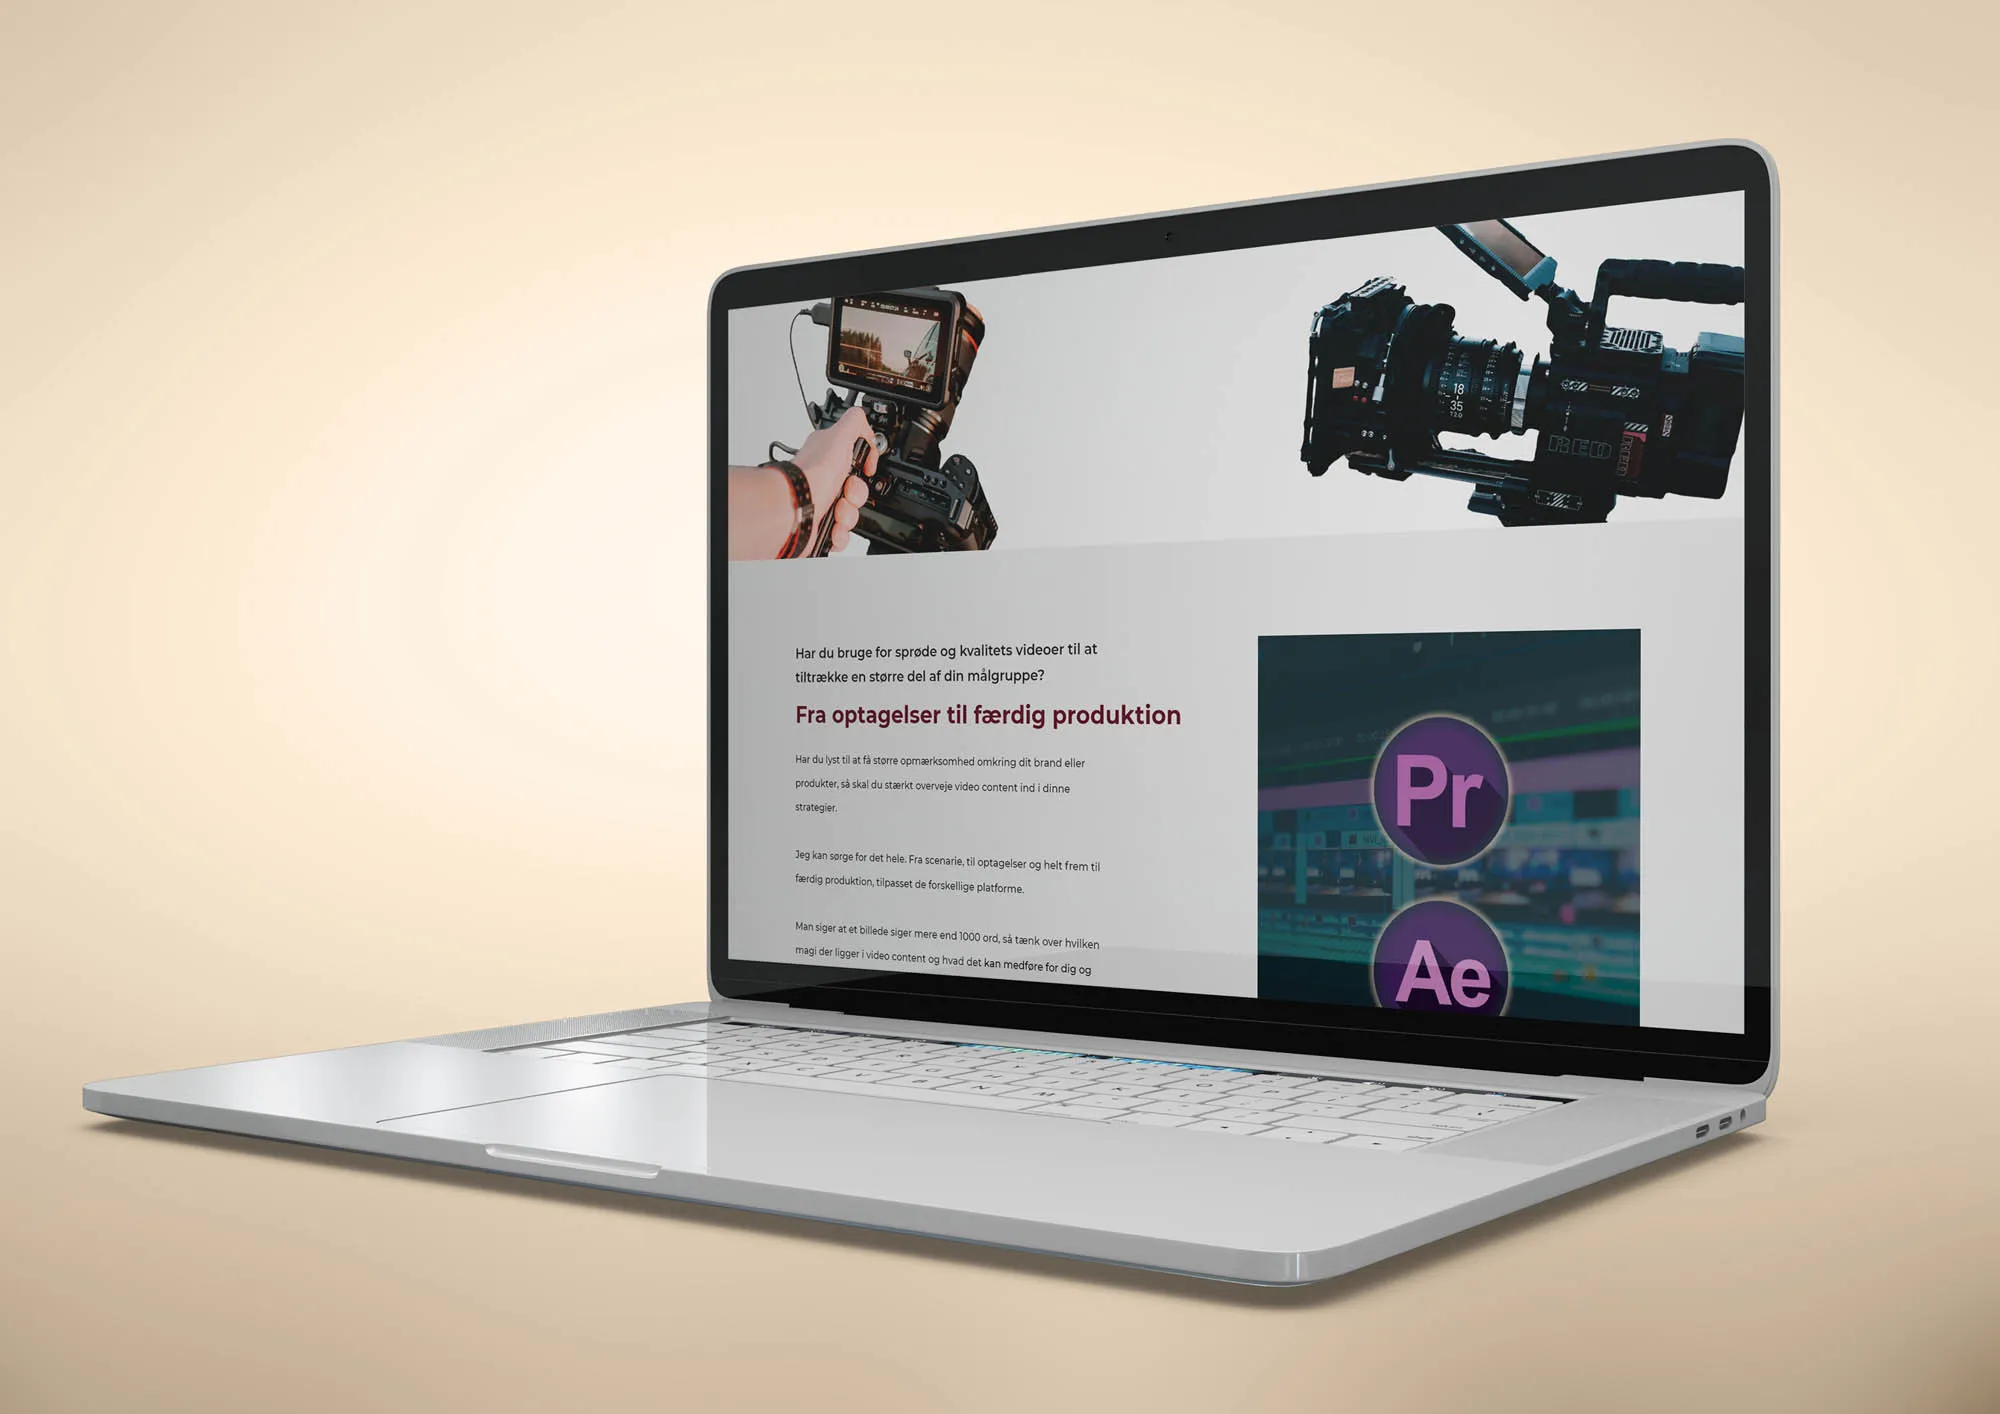 18
35
T2.0
RED
Har du bruge for sprøde og kvalitets videoer til at
tiltrække en større del af din målgruppe?
Fra optagelser til færdig produktion
Har du lyst til at få større opmærksomhed omkring dit brand eller
produkter, så skal du stærkt overveje video content ind i dinne
strategier.
Jeg kan sørge for det hele. Fra scenarie, til optagelser og helt frem til
færdig produktion, tilpasset de forskellige platforme.
Man siger at et billede siger mere end 1000 ord, så tænk over hvilken
magi der ligger i video content og hvad det kan medføre for dig og
Pr
Ae